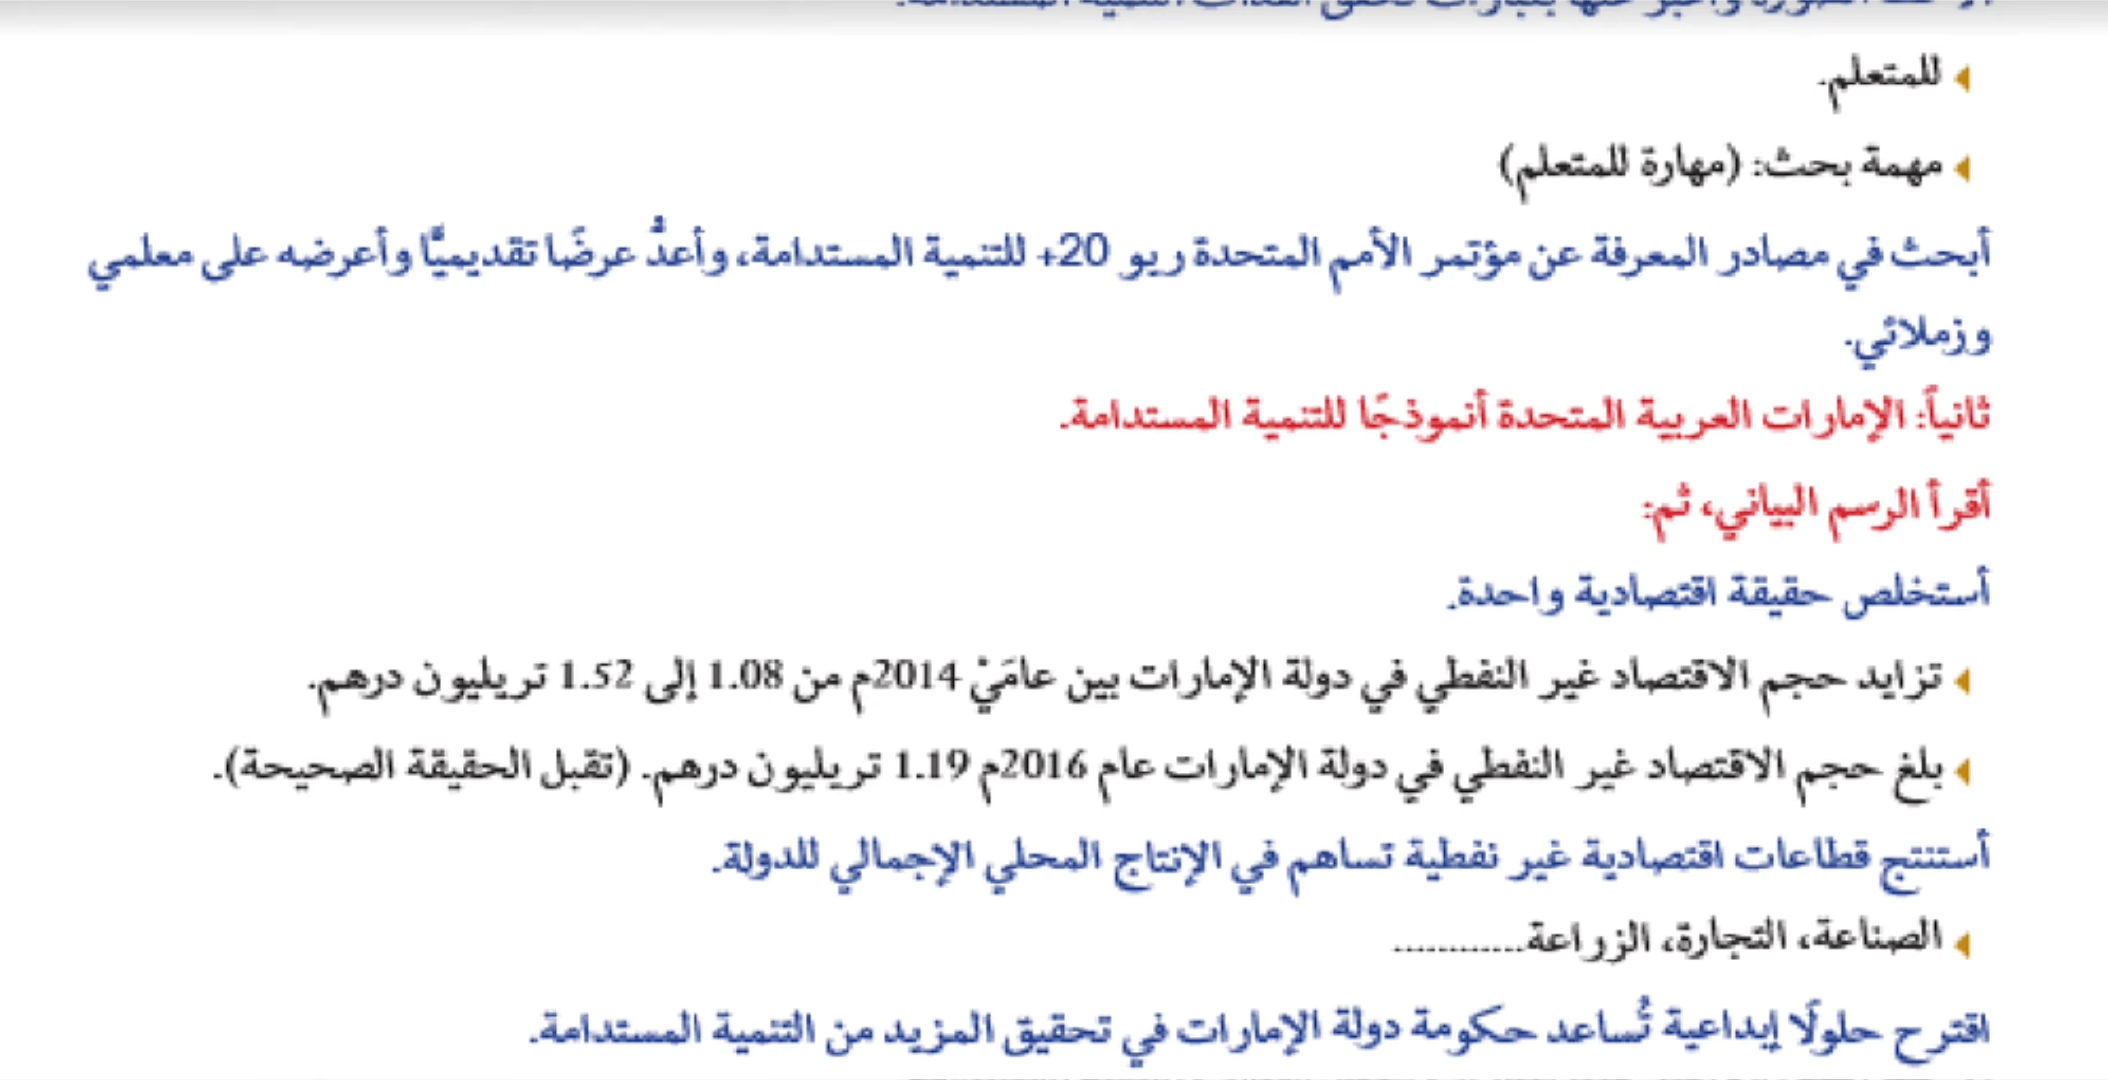 للمتعلم.
مهمة بحث: (مهارة للمتعلم)
أبحث في مصادر المعرفة عن مؤتمر الأمم المتحدة ريو 20+ للتنمية المستدامة، وأعدُّ عرضًا تقديميًّا وأعرضه على معلمي
وزملائي.
ثانياً: الإمارات العربية المتحدة أنموذجًا للتنمية المستدامة.
أقرأ الرسم البياني، ثم:
أستخلص حقيقة اقتصادية واحدة.
تزايد حجم الاقتصاد غير النفطي في دولة الإمارات بين عامَيْ 2014م من 1.08 إلى 1.52 تريليون درهم.
بلغ حجم الاقتصاد غير النفطي في دولة الإمارات عام 2016م 1.19 تريليون درهم. (تقبل الحقيقة الصحيحة).
أستنتج قطاعات اقتصادية غير نفطية تساهم في الإنتاج المحلي الإجمالي للدولة.
الصناعة، التجارة، الزراعة............
اقترح حلولًا إبداعية تُساعد حكومة دولة الإمارات في تحقيق المزيد من التنمية المستدامة.